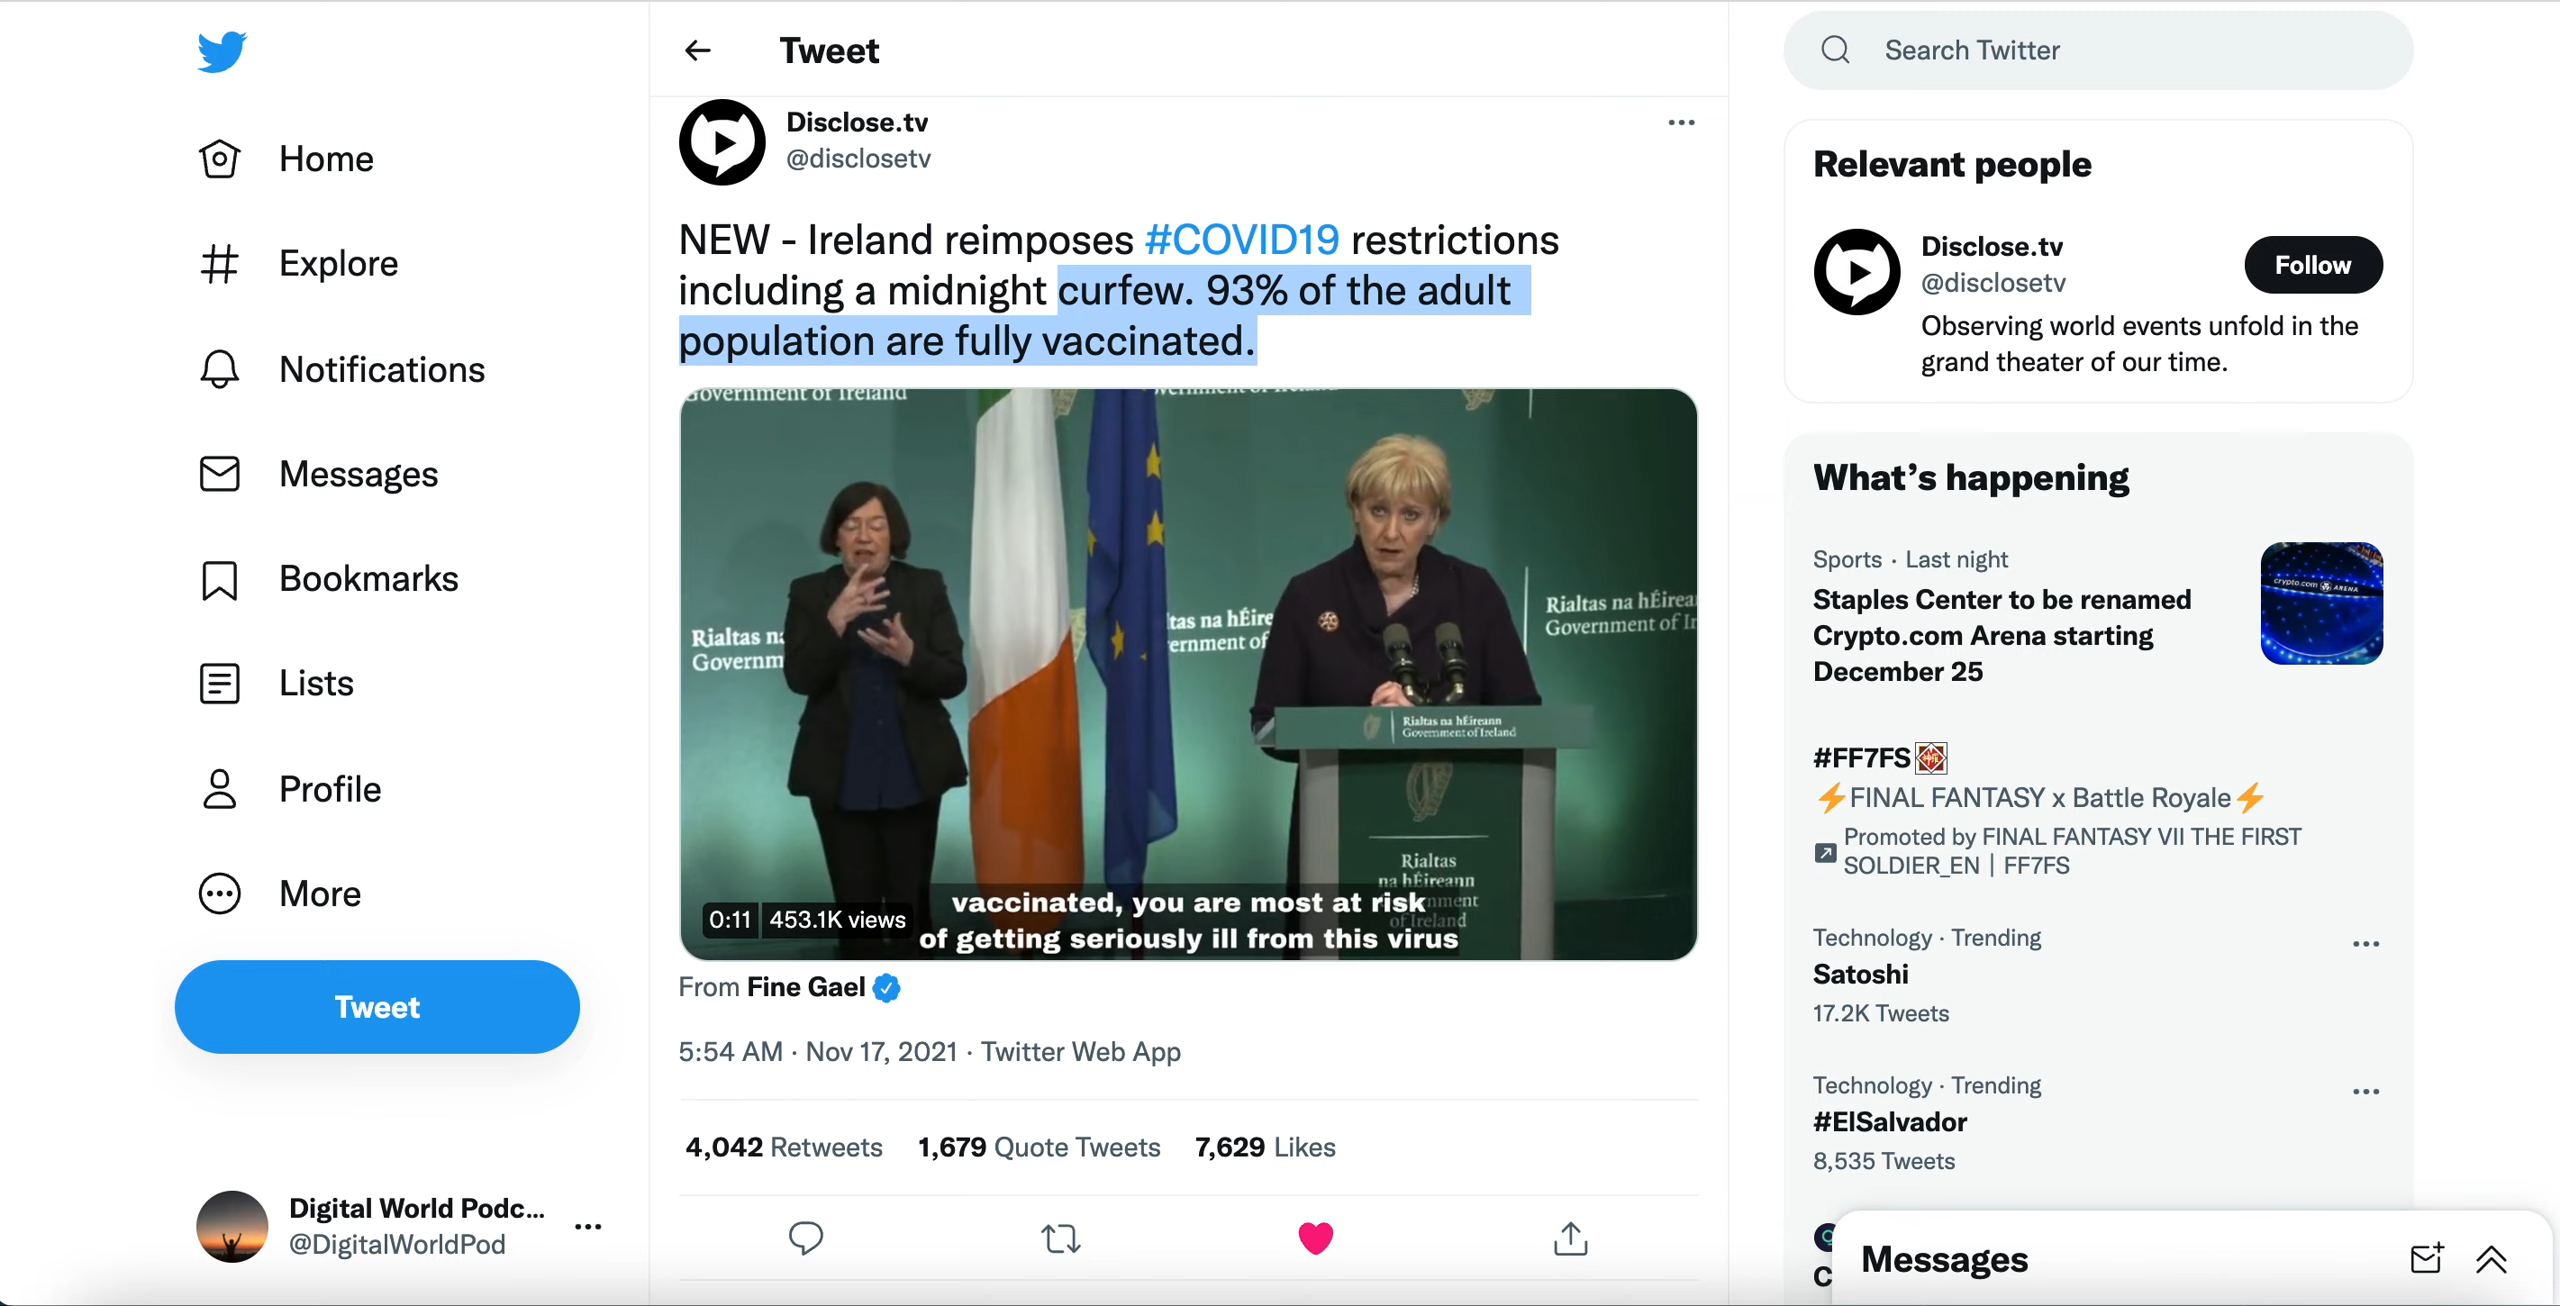 Home
Explore
Notifications
Messages
Bookmarks
Lists
Profile
More
Tweet
Digital World Podc...
@DigitalWorldPod
Tweet
Disclose.tv
@disclosetv
NEW - Ireland reimposes #COVID19 restrictions
including a midnight curfew. 93% of the adult
population are fully vaccinated.
Government of Ireland
Rialtas na hÉirea
Government of Ir
Rialtas na
Governm
tas na hÉire
ernment of
Rialtas na hÉireann
Government of Ireland
Rialtas
na hÉireann
nment
of Ireland
vaccinated, you are most at risk
of getting seriously ill from this virus
0:11 453.1K views
From Fine Gael
5:54 AM · Nov 17, 2021 · Twitter Web App
4,042 Retweets 1,679 Quote Tweets 7,629 Likes
Search Twitter
Relevant people
Disclose.tv
@disclosetv
Follow
Observing world events unfold in the
grand theater of our time.
What's happening
Sports · Last night
Staples Center to be renamed
Crypto.com Arena starting
December 25
crypto.com ARENA
#FF7FS
⚡FINAL FANTASY x Battle Royale⚡
Promoted by FINAL FANTASY VII THE FIRST
SOLDIER_EN | FF7FS
Technology · Trending
Satoshi
17.2K Tweets
Technology · Trending
#ElSalvador
8,535 Tweets
C
Messages